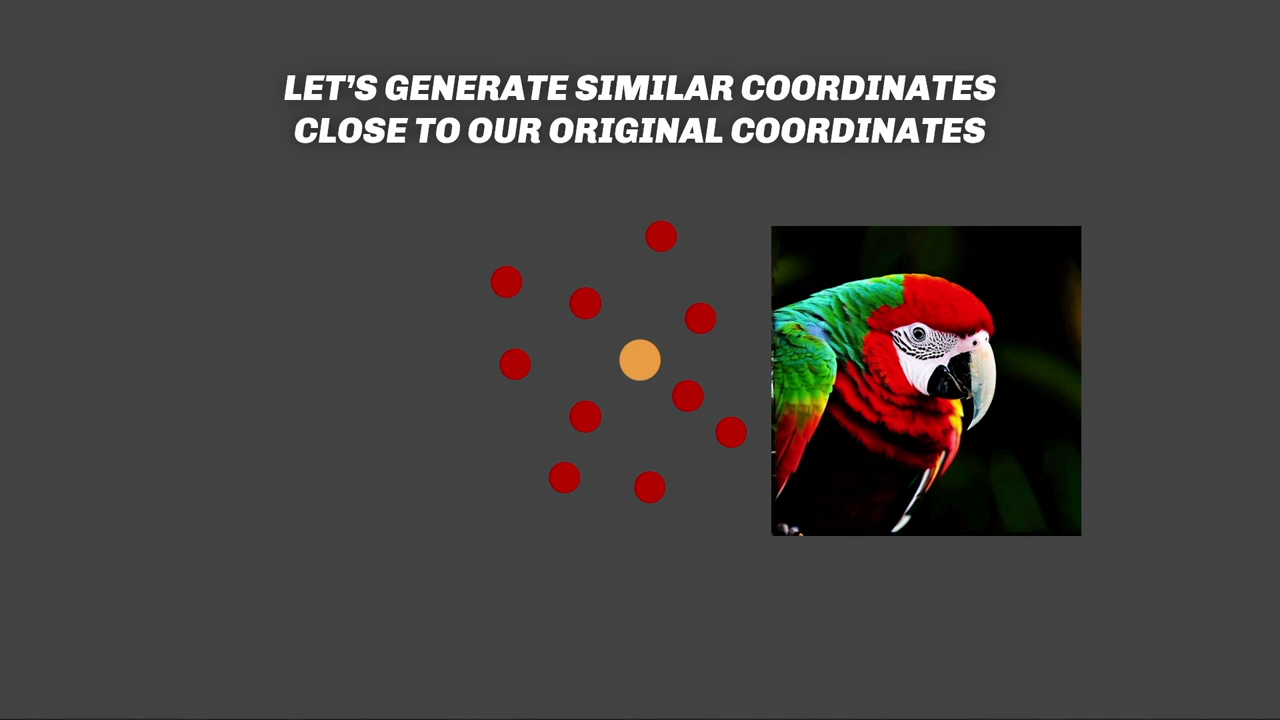 LET’S GENERATE SIMILAR COORDINATES
CLOSE TO OUR ORIGINAL COORDINATES